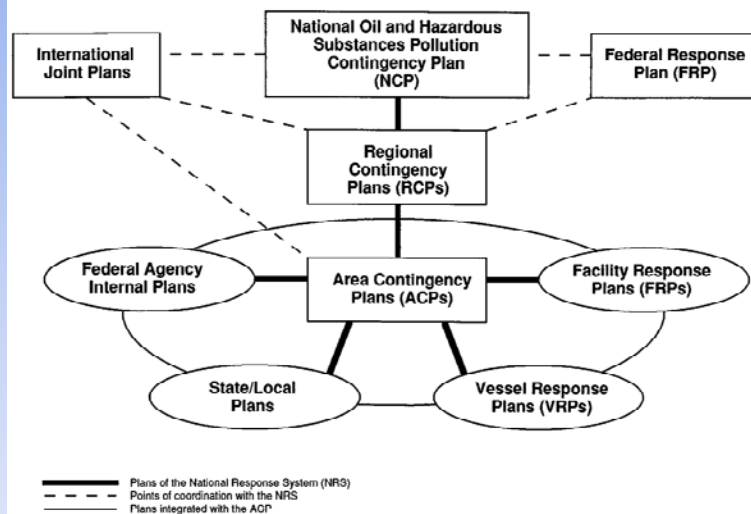 National Oil and Hazardous
Substances Pollution
Contingency Plan
(NCP)
International
Joint Plans
Federal Response
Plan (FRP)
Regional
Contingency
Plans (RCPs)
Federal Agency
Internal Plans
Area Contingency
Plans (ACPs)
Facility Response
Plans (FRPs)
State/Local
Plans
Vessel Response
Plans (VRPs)
Plans of the National Response System (NRS)
Points of coordination with the NRS
Plans integrated with the ACP